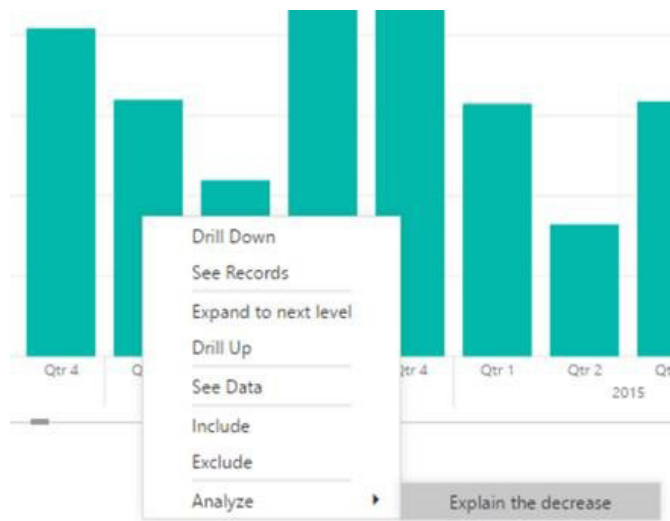 Drill Down
See Records
Expand to next level
Drill Up
Qtr 4
Qtr 4
Qtr 1
Qtr 2
See Data
2015
Include
Exclude
Analyze
Explain the decrease